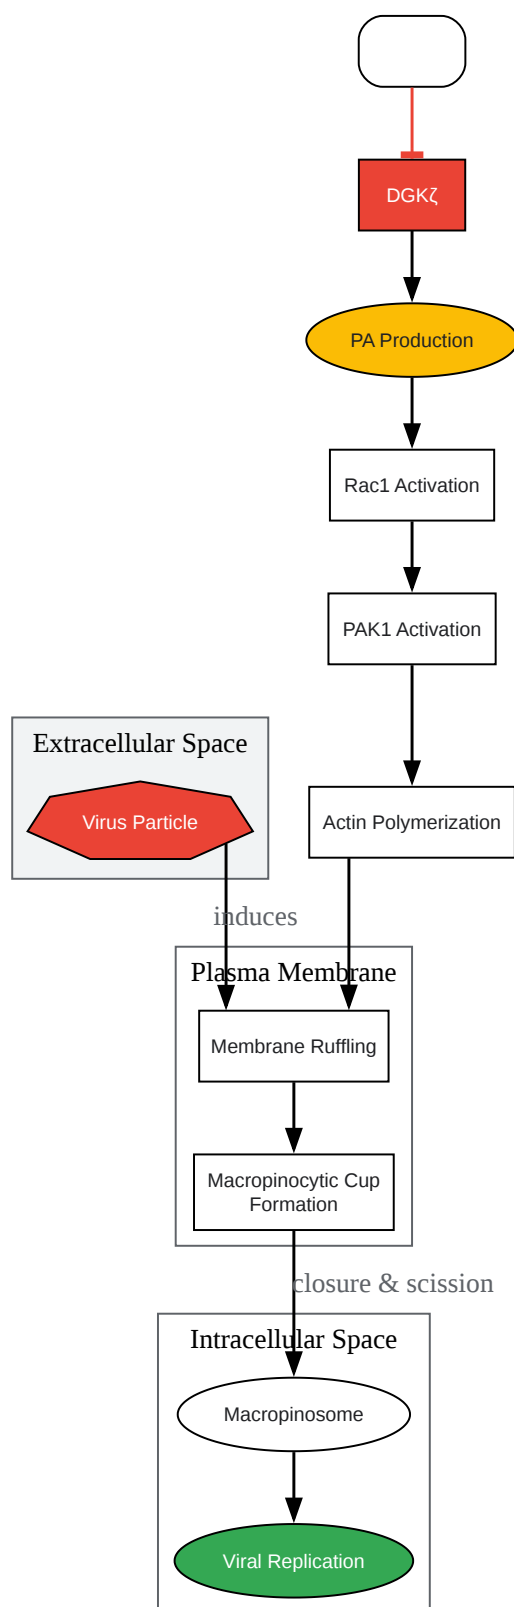 DGKζ
PA Production
Rac1 Activation
PAK1 Activation
Extracellular Space
Virus Particle
Actin Polymerization
induces
Plasma Membrane
Membrane Ruffling
Macropinocytic Cup
Formation
closure & scission
Intracellular Space
Macropinosome
Viral Replication